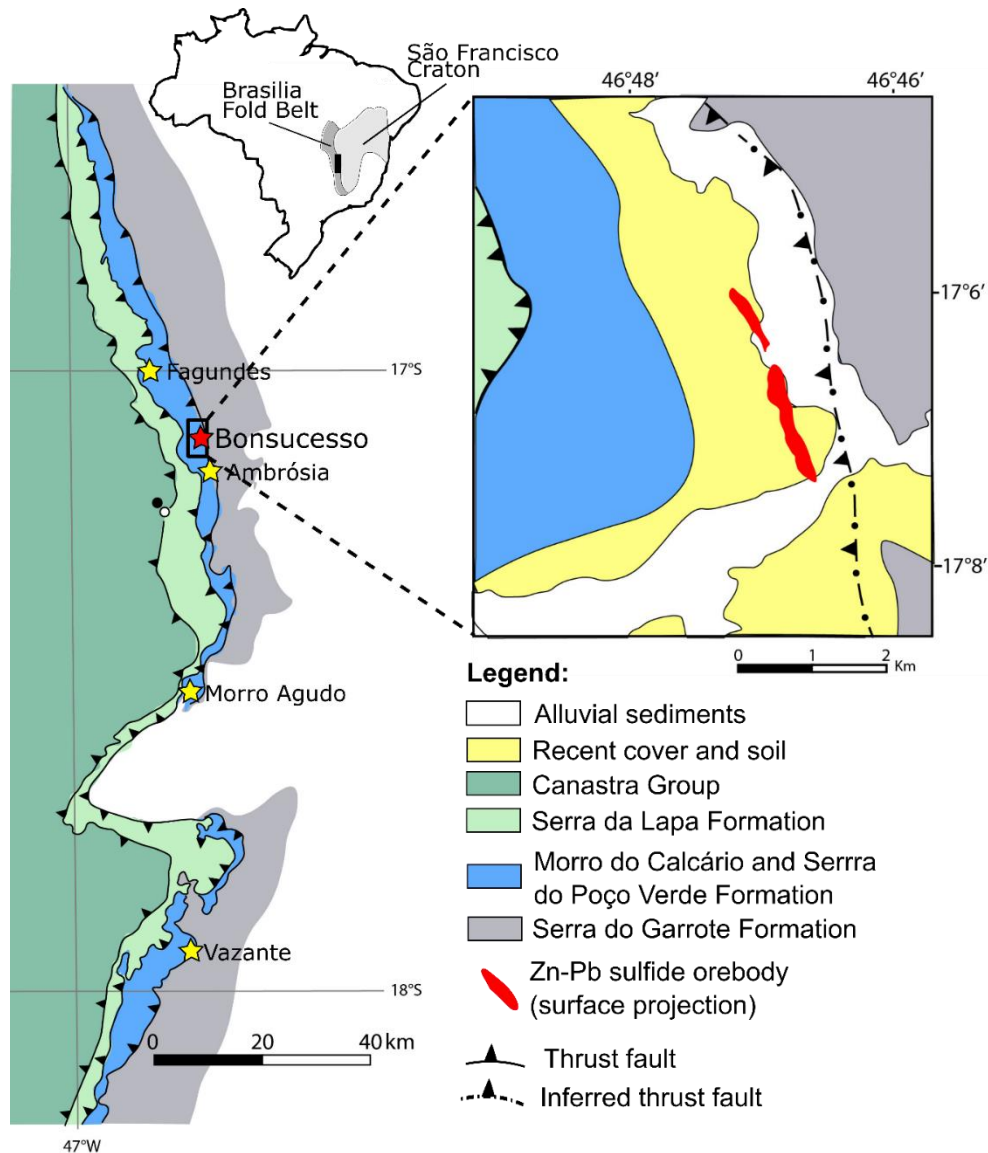 São Francisco
Craton
Brasilia
Fold Belt
46°48′
46°46′
17°6′
17°8′
Fagundes
17°S
Bonsucesso
Ambrósia
Morro Agudo
Vazante
18°S
0 20 40 km
47°W
0 1 2
Km
Legend:
Alluvial sediments
Recent cover and soil
Canastra Group
Serra da Lapa Formation
Morro do Calcário and Serrra
do Poço Verde Formation
Serra do Garrote Formation
Zn-Pb sulfide orebody
(surface projection)
Thrust fault
Inferred thrust fault